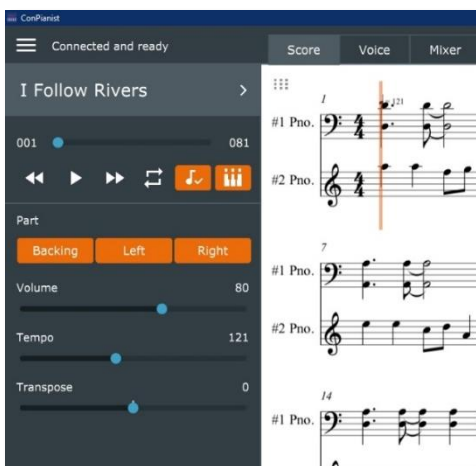 ConPianist
Connected and ready
Score Voice Mixer
I Follow Rivers
001 081
Part
Backing Left Right
Volume 80
Tempo 121
Transpose 0
1
121
#1 Pno.
#2 Pno.
7
#1 Pno.
#2 Pno.
14
#1 Pno.